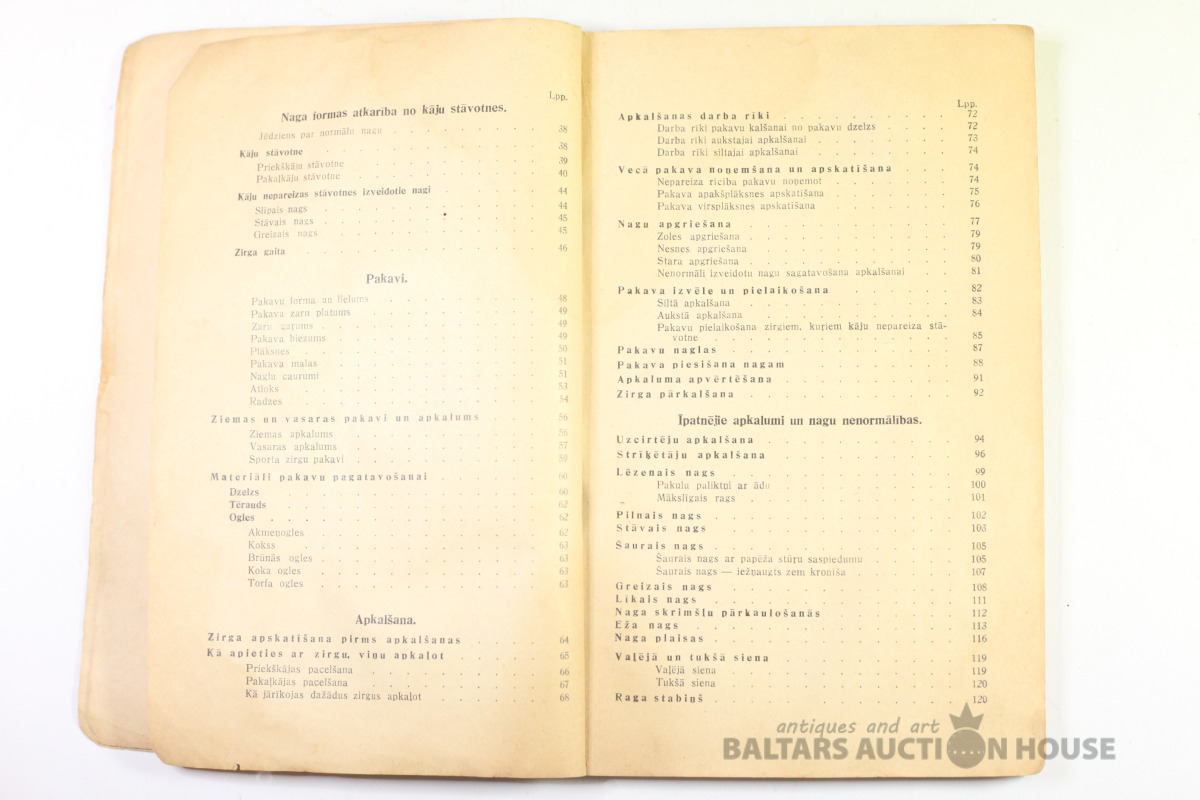 Lpp.
Naga formas atkarība no kāju stāvotnes.
Jēdziens par normālu nagu . . . . . . . . . 38
Kāju stāvotne . . . . . . . . . 38
Priekškāju stāvotne . . . . . . . . . 39
Pakaļkāju stāvotne . . . . . . . . . 40
Kāju nepareizas stāvotnes izveidotie nagi . . . . . 44
Slīpais nags . . . . . . . . . 44
Stāvais nags . . . . . . . . . 45
Greizais nags . . . . . . . . . 45
Zirga gaita . . . . . . . . . 46
Pakavi.
Pakavu forma un lielums . . . . . . . . . 48
Pakava zaru platums . . . . . . . . . 49
Zaru garums . . . . . . . . . 49
Pakava biezums . . . . . . . . . 49
Plāksnes . . . . . . . . . 50
Pakava malas . . . . . . . . . 51
Naglu caurumi . . . . . . . . . 51
Atloks . . . . . . . . . 53
Radzes . . . . . . . . . 54
Ziemas un vasaras pakavi un apkalums . . . . 56
Ziemas apkalums . . . . . . . . . 56
Vasaras apkalums . . . . . . . . . 57
Sporta zirgu pakavi . . . . . . . . . 59
Materiāli pakavu pagatavošanai . . . . . . 60
Dzelzs . . . . . . . . . 60
Tērauds . . . . . . . . . 62
Ogles . . . . . . . . . 62
Akmeņogles . . . . . . . . . 62
Kokss . . . . . . . . . 63
Brūnās ogles . . . . . . . . . 63
Koka ogles . . . . . . . . . 63
Torfa ogles . . . . . . . . . 63
Apkalšana.
Zirga apskatīšana pirms apkalšanas . . . . 64
Kā apieties ar zirgu, viņu apkaļot . . . . . 65
Priekškājas pacelšana . . . . . . . . . 66
Pakaļkājas pacelšana . . . . . . . . . 67
Kā jārīkojas dažādus zirgus apkaļot . . . . . . 68
Lpp.
Apkalšanas darba rīki . . . . . . . . . 72
Darba rīki pakavu kalšanai no pakavu dzelzs . . . . 72
Darba rīki aukstajai apkalšanai . . . . . . 73
Darba rīki siltajai apkalšanai . . . . . . 74
Vecā pakava noņemšana un apskatīšana . . . 74
Nepareiza rīcība pakavu noņemot . . . . . . 74
Pakava apakšplāksnes apskatīšana . . . . . . 75
Pakava virsplāksnes apskatīšana . . . . . . 76
Nagu apgriešana . . . . . . . . . 77
Zoles apgriešana . . . . . . . . . 79
Nesnes apgriešana . . . . . . . . . 79
Stara apgriešana . . . . . . . . . 80
Nenormāli izveidotu nagu sagatavošana apkalšanai . . 81
Pakava izvēle un pielaikošana . . . . . . 82
Siltā apkalšana . . . . . . . . . 83
Aukstā apkalšana . . . . . . . . . 84
Pakavu pielaikošana zirgiem, kuŗiem kāju nepareiza stā-
votne . . . . . . . . . 85
Pakavu naglas . . . . . . . . . 87
Pakava piesišana nagam . . . . . . . . 88
Apkaluma apvērtēšana . . . . . . . . 91
Zirga pārkalšana . . . . . . . . . 92
Īpatnējie apkalumi un nagu nenormālības.
Uzcirtēju apkalšana . . . . . . . . . 94
Strīķētāju apkalšana . . . . . . . . . 96
Lēzenais nags . . . . . . . . . 99
Pakulu paliktņi ar ādu . . . . . . . . . 100
Mākslīgais rags . . . . . . . . . 101
Pilnais nags . . . . . . . . . 102
Stāvais nags . . . . . . . . . 103
Šaurais nags . . . . . . . . . 105
Šaurais nags ar papēža stūŗu saspiedumu . . . . 105
Šaurais nags — iežņaugts zem kroniša . . . . . 107
Greizais nags . . . . . . . . . 108
Līkais nags . . . . . . . . . 111
Naga skrimšļu pārkaulošanās . . . . . . 112
Eža nags . . . . . . . . . 113
Naga plaisas . . . . . . . . . 116
Vaļējā un tukšā siena . . . . . . . . . 119
Vaļējā siena . . . . . . . . . 119
Tukšā siena . . . . . . . . . 120
Raga stabiņš . . . . . . . . . 120
antiques and art
BALTARS AUCTION HOUSE